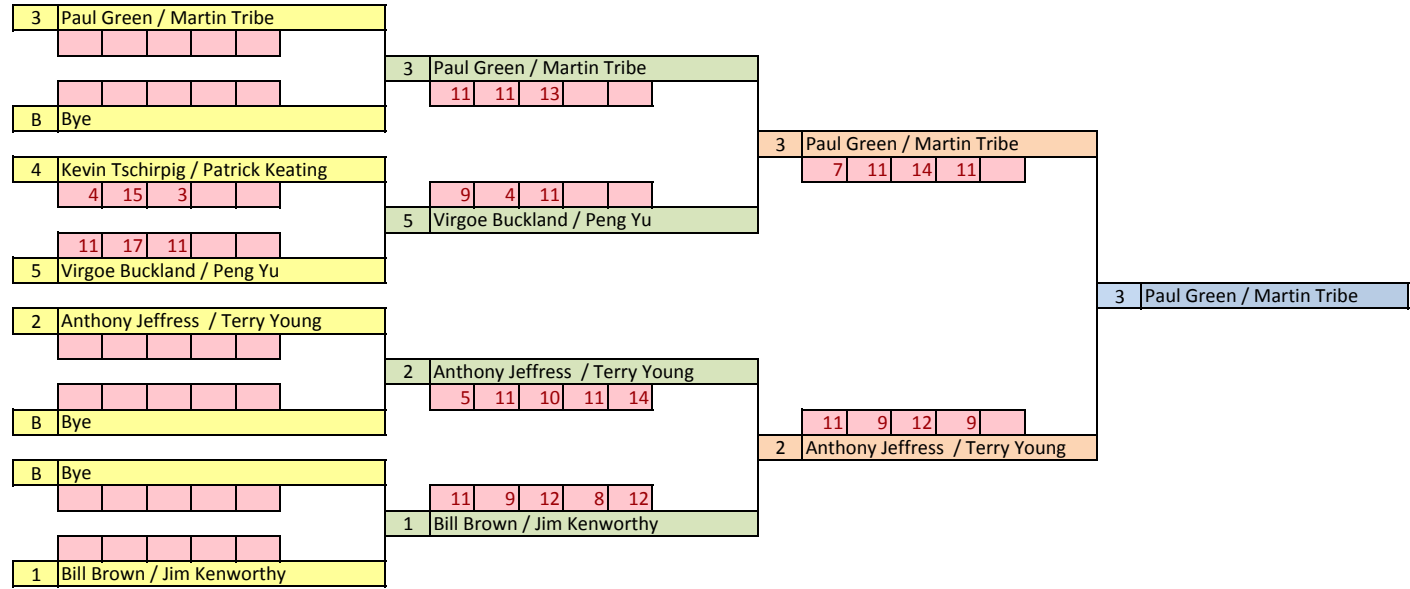 3 Paul Green / Martin Tribe
3 Paul Green / Martin Tribe
11 11 13
B Bye
3 Paul Green / Martin Tribe
4 Kevin Tschirpig / Patrick Keating
7 11 14 11
4 15 3
9 4 11
5 Virgoe Buckland / Peng Yu
11 17 11
5 Virgoe Buckland / Peng Yu
3 Paul Green / Martin Tribe
2 Anthony Jeffress / Terry Young
2 Anthony Jeffress / Terry Young
5 11 10 11 14
B Bye
11 9 12 9
2 Anthony Jeffress / Terry Young
B Bye
11 9 12 8 12
1 Bill Brown / Jim Kenworthy
1 Bill Brown / Jim Kenworthy